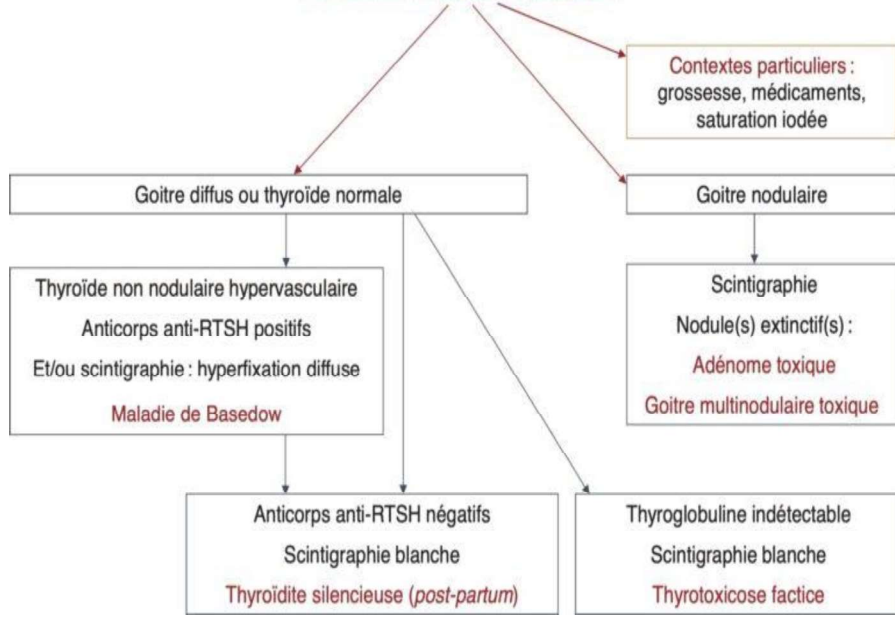 Contextes particuliers :
grossesse, médicaments,
saturation iodée
Goitre diffus ou thyroïde normale
Goitre nodulaire
Thyroïde non nodulaire hypervasculaire
Anticorps anti-RTSH positifs
Et/ou scintigraphie : hyperfixation diffuse
Maladie de Basedow
Scintigraphie
Nodule(s) extinctif(s) :
Adénome toxique
Goitre multinodulaire toxique
Anticorps anti-RTSH négatifs
Scintigraphie blanche
Thyroïdite silencieuse (post-partum)
Thyroglobuline indétectable
Scintigraphie blanche
Thyrotoxicose factice